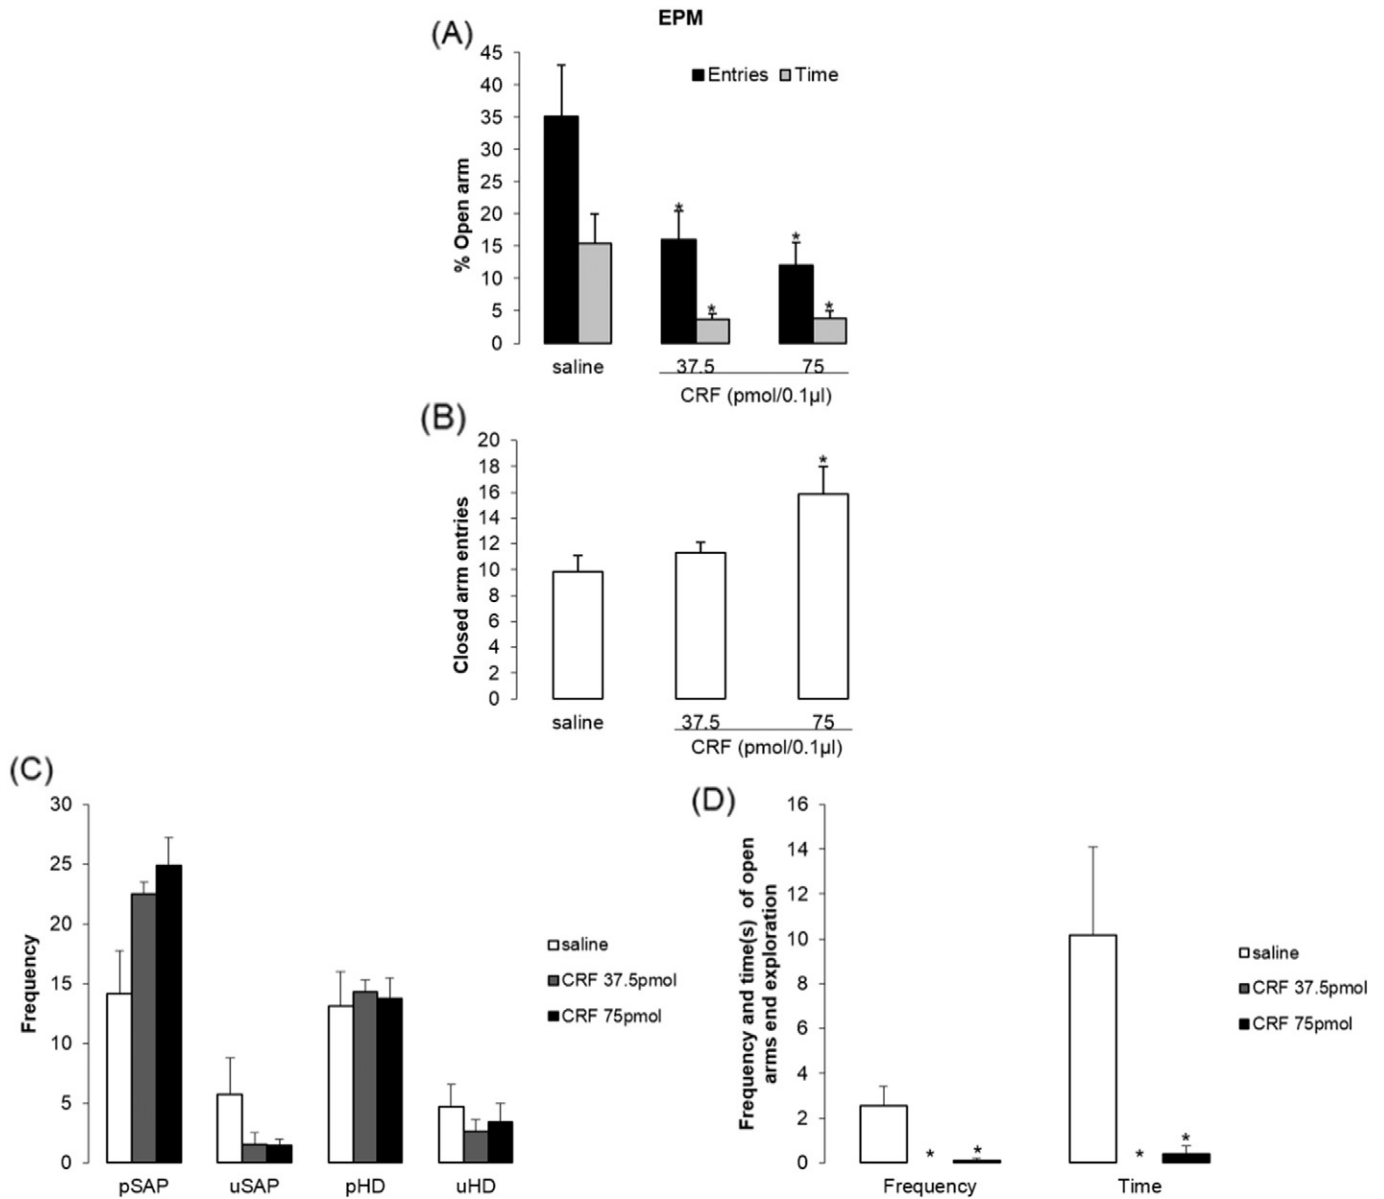 EPM
(A)
45
40
35
30
25
20
15
10
5
0
% Open arm
Entries Time
*
*
*
*
saline 37.5 75
CRF (pmol/0.1µl)
(B)
20
18
16
14
12
10
8
6
4
2
0
Closed arm entries
*
saline 37.5 75
CRF (pmol/0.1µl)
(C)
30
25
20
15
10
5
0
Frequency
saline
CRF 37.5pmol
CRF 75pmol
pSAP uSAP pHD uHD
(D)
16
14
12
10
8
6
4
2
0
Frequency and time(s) of open
arms end exploration
* * * *
saline
CRF 37.5pmol
CRF 75pmol
Frequency Time